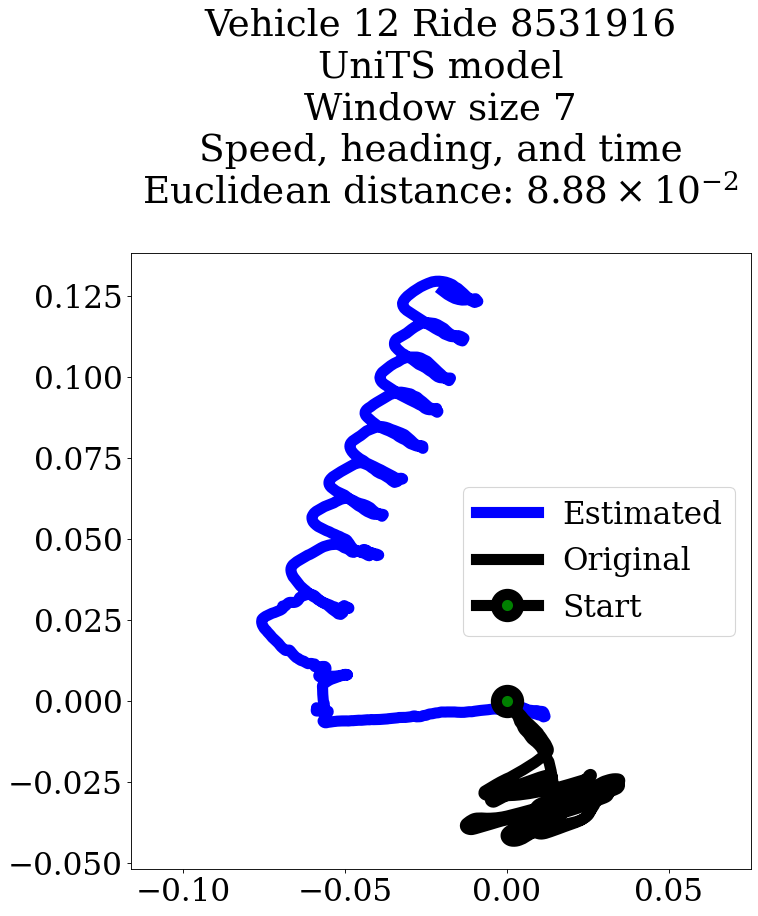 Vehicle 12 Ride 8531916
UniTS model
Window size 7
Speed, heading, and time
Euclidean distance: 8.88 × 10⁻²
0.125
0.100
0.075
0.050
0.025
0.000
−0.025
−0.050
Estimated
Original
Start
−0.10
−0.05
0.00
0.05